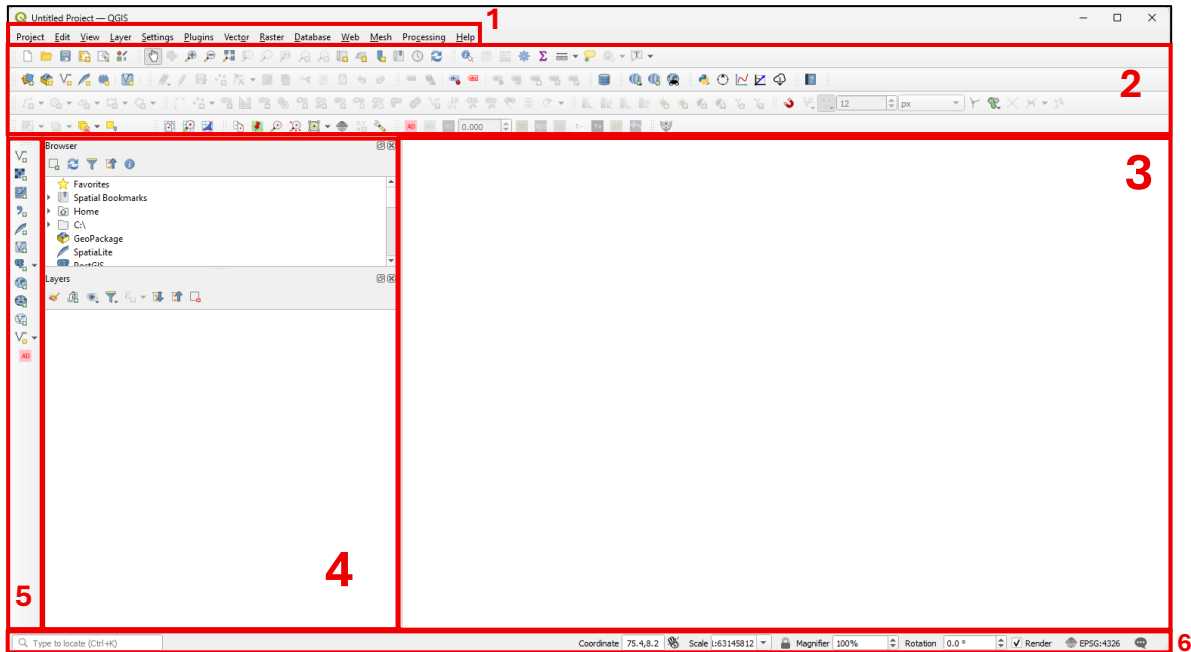 Untitled Project — QGIS
1
Project Edit View Layer Settings Plugins Vector Raster Database Web Mesh Processing Help
2
12 px
0.000
Browser
3
Favorites
Spatial Bookmarks
Home
C:\
GeoPackage
SpatiaLite
PostGIS
Layers
4
5
Type to locate (Ctrl+K) Coordinate 75.4,8.2 Scale 1:63145812 Magnifier 100% Rotation 0.0 ° Render EPSG:4326
6